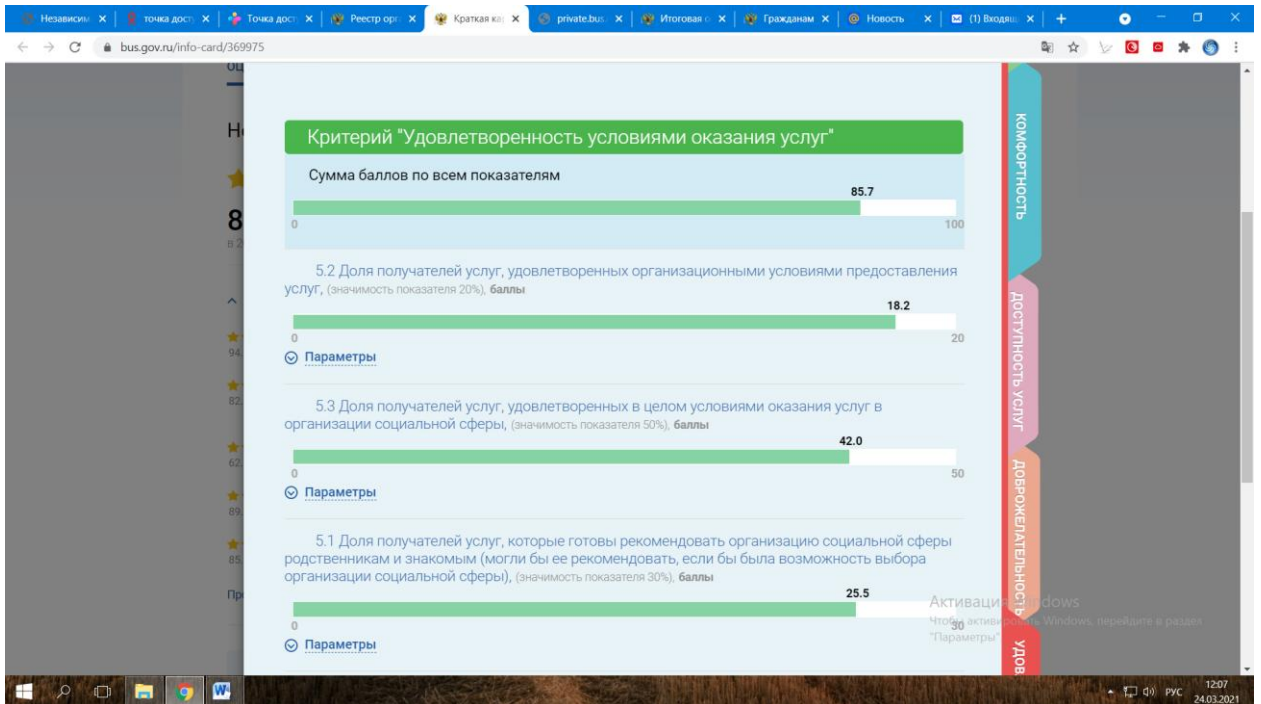 Независим
точка дост
Точка дост
Реестр орг
Краткая ка
private.bus.
Итоговая о
Гражданам
Новость
(1) Входящ
bus.gov.ru/info-card/369975
Критерий "Удовлетворенность условиями оказания услуг"
Сумма баллов по всем показателям
85.7
0
100
5.2 Доля получателей услуг, удовлетворенных организационными условиями предоставления
услуг, (значимость показателя 20%), баллы
18.2
0
20
Параметры
5.3 Доля получателей услуг, удовлетворенных в целом условиями оказания услуг в
организации социальной сферы, (значимость показателя 50%), баллы
42.0
0
50
Параметры
5.1 Доля получателей услуг, которые готовы рекомендовать организацию социальной сферы
родственникам и знакомым (могли бы ее рекомендовать, если бы была возможность выбора
организации социальной сферы), (значимость показателя 30%), баллы
25.5
0
30
Параметры
КОМФОРТНОСТЬ
ДОСТУПНОСТЬ УСЛУГ
ДОБРОЖЕЛАТЕЛЬНОСТЬ
УДОВ
94.
82.
62.
89.
85.
Пр
Windows, перейдите в раздел
"Параметры"
РУС
12:07
24.03.2021